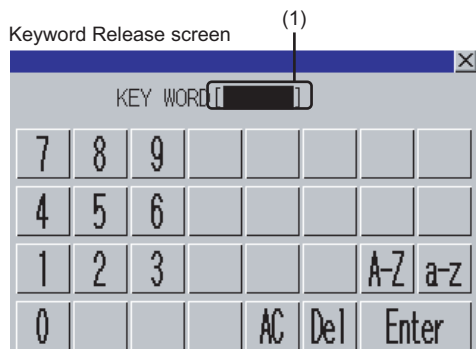 (1)
Keyword Release screen
KEY WORD[ ]
7 8 9
4 5 6
1 2 3 A-Z a-z
0 AC Del Enter